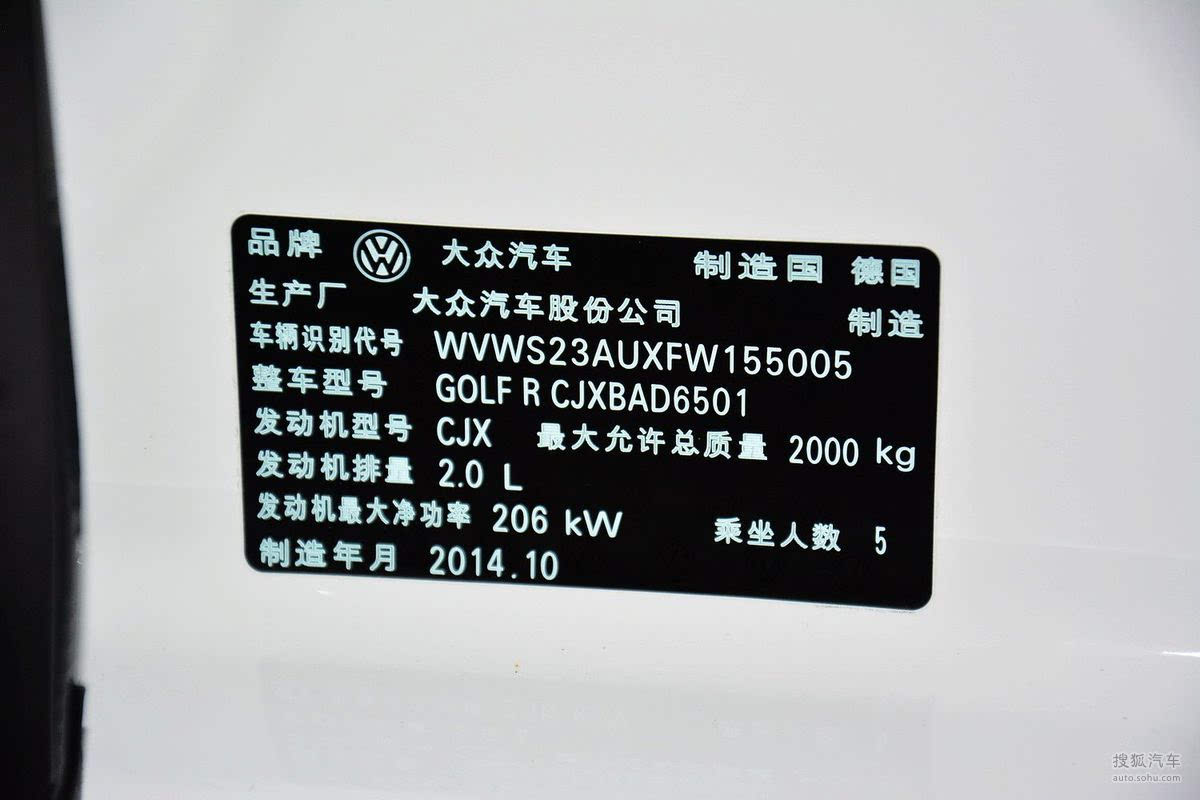 品牌 大众汽车 制造国 德国
生产厂 大众汽车股份公司 制造
车辆识别代号 WVWS23AUXFW155005
整车型号 GOLF R CJXBAD6501
发动机型号 CJX 最大允许总质量 2000 kg
发动机排量 2.0 L
发动机最大净功率 206 kW 乘坐人数 5
制造年月 2014.10
搜狐汽车
auto.sohu.com